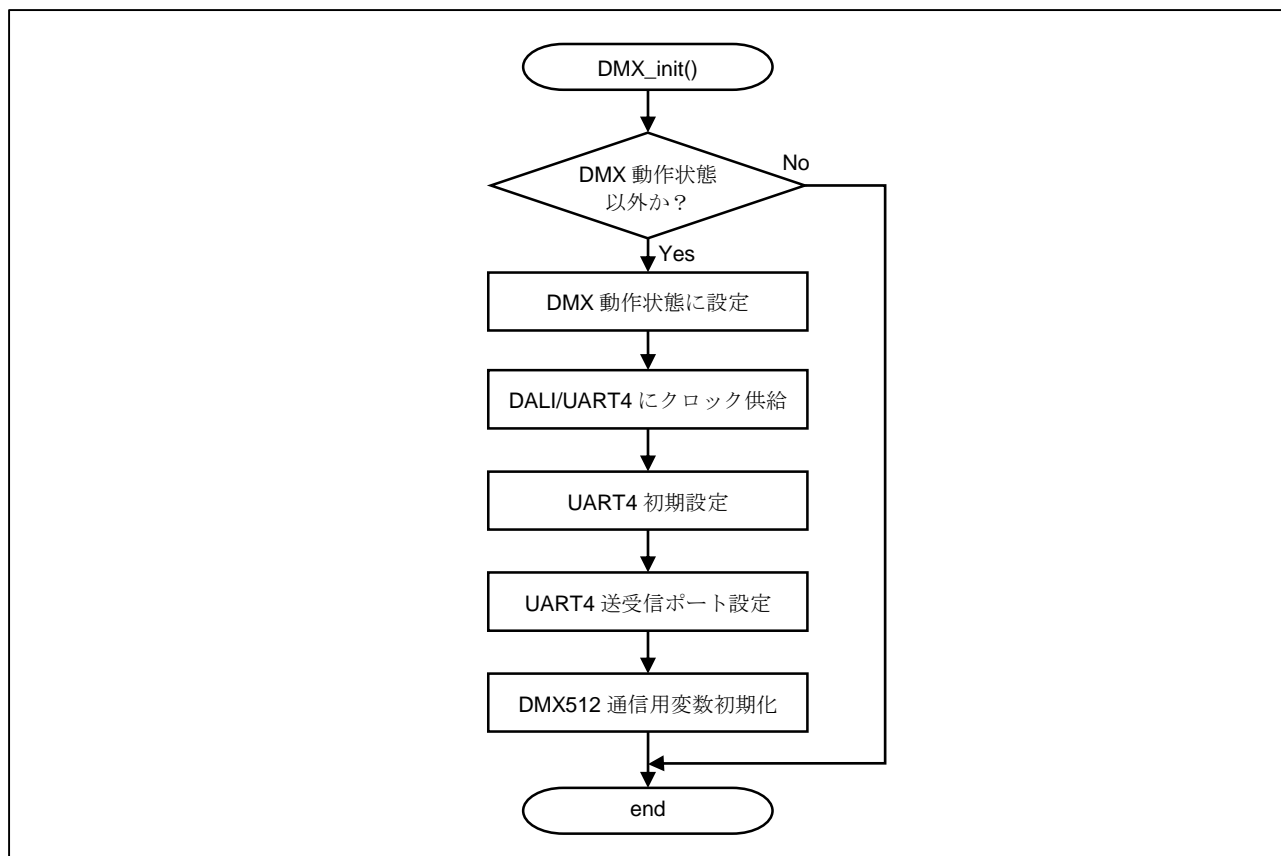 DMX_init()
DMX 動作状態
以外か？
No
Yes
DMX 動作状態に設定
DALI/UART4 にクロック供給
UART4 初期設定
UART4 送受信ポート設定
DMX512 通信用変数初期化
end